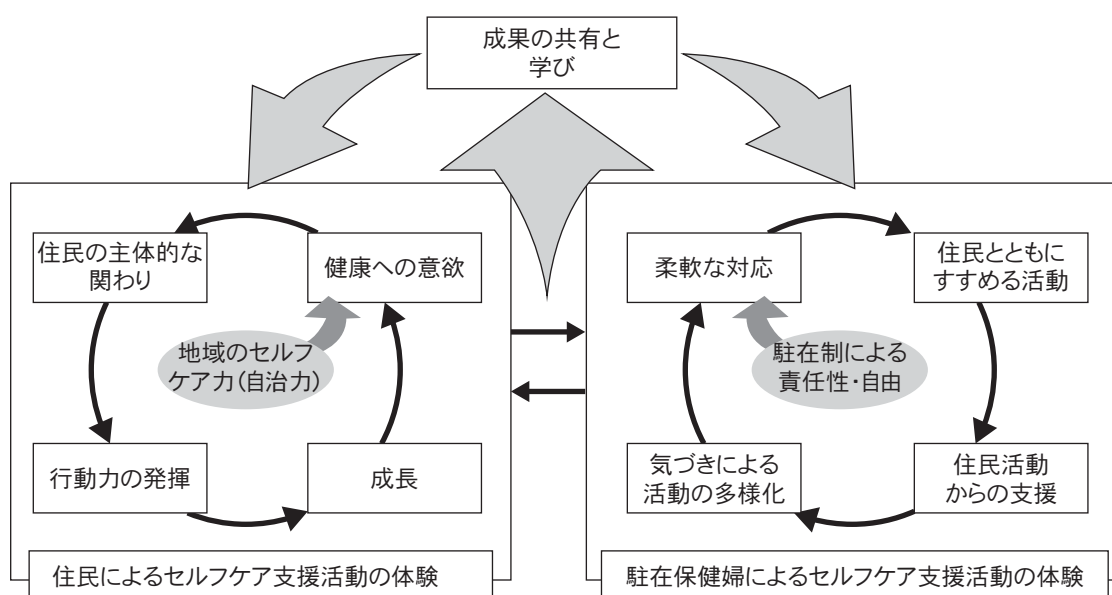 成果の共有と
学び
住民の主体的な
関わり
健康への意欲
地域のセルフ
ケア力（自治力）
行動力の発揮
成長
住民によるセルフケア支援活動の体験
柔軟な対応
住民とともに
すすめる活動
駐在制による
責任性・自由
気づきによる
活動の多様化
住民活動
からの支援
駐在保健婦によるセルフケア支援活動の体験